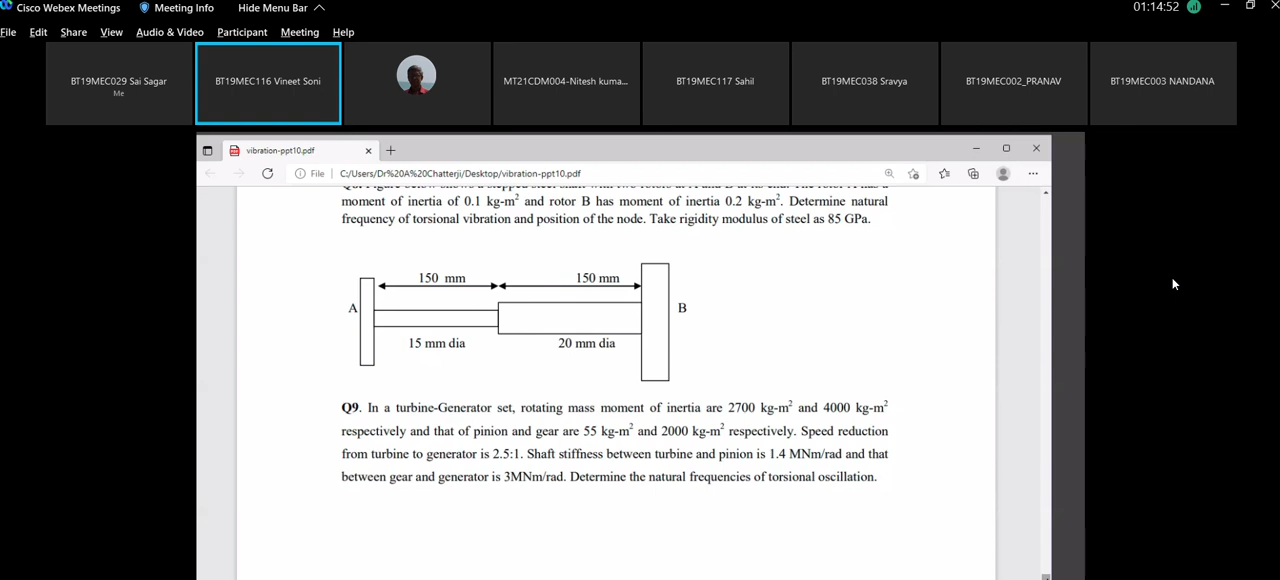 Cisco Webex Meetings Meeting Info Hide Menu Bar 01:14:52
File Edit Share View Audio & Video Participant Meeting Help
BT19MEC029 Sai Sagar
Me
BT19MEC116 Vineet Soni
MT21CDM004-Nitesh kuma...
BT19MEC117 Sahil
BT19MEC038 Sravya
BT19MEC002_PRANAV
BT19MEC003 NANDANA
vibration-ppt10.pdf
File C:/Users/Dr%20A%20Chatterji/Desktop/vibration-ppt10.pdf
moment of inertia of 0.1 kg-m² and rotor B has moment of inertia 0.2 kg-m². Determine natural
frequency of torsional vibration and position of the node. Take rigidity modulus of steel as 85 GPa.
150 mm 150 mm
A B
15 mm dia 20 mm dia
Q9. In a turbine-Generator set, rotating mass moment of inertia are 2700 kg-m² and 4000 kg-m²
respectively and that of pinion and gear are 55 kg-m² and 2000 kg-m² respectively. Speed reduction
from turbine to generator is 2.5:1. Shaft stiffness between turbine and pinion is 1.4 MNm/rad and that
between gear and generator is 3MNm/rad. Determine the natural frequencies of torsional oscillation.